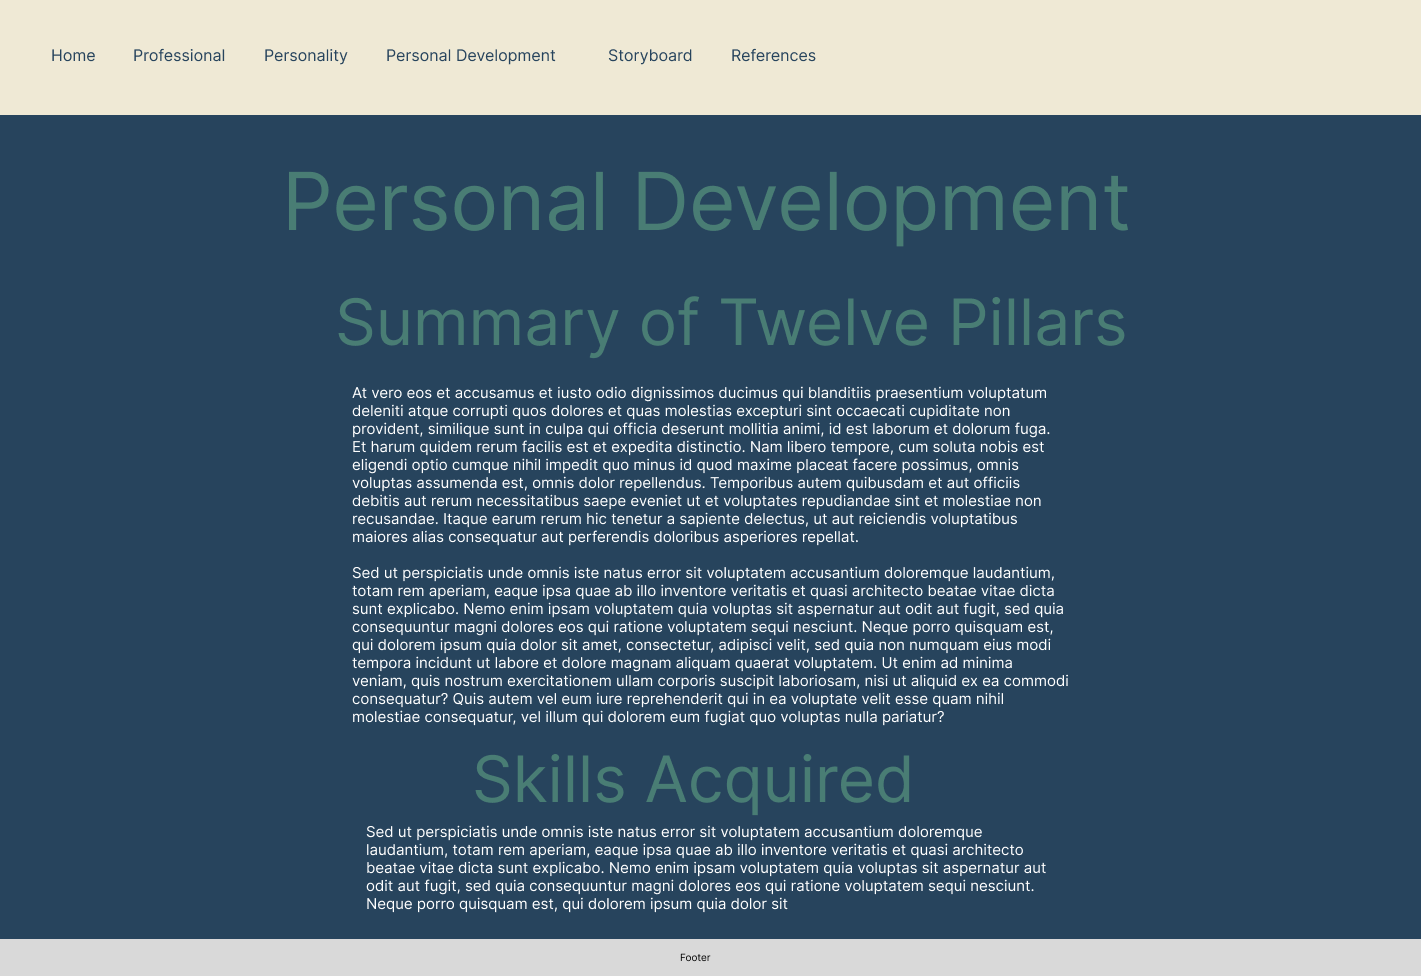 Home Professional Personality Personal Development Storyboard References
Personal Development
Summary of Twelve Pillars
At vero eos et accusamus et iusto odio dignissimos ducimus qui blanditiis praesentium voluptatum
deleniti atque corrupti quos dolores et quas molestias excepturi sint occaecati cupiditate non
provident, similique sunt in culpa qui officia deserunt mollitia animi, id est laborum et dolorum fuga.
Et harum quidem rerum facilis est et expedita distinctio. Nam libero tempore, cum soluta nobis est
eligendi optio cumque nihil impedit quo minus id quod maxime placeat facere possimus, omnis
voluptas assumenda est, omnis dolor repellendus. Temporibus autem quibusdam et aut officiis
debitis aut rerum necessitatibus saepe eveniet ut et voluptates repudiandae sint et molestiae non
recusandae. Itaque earum rerum hic tenetur a sapiente delectus, ut aut reiciendis voluptatibus
maiores alias consequatur aut perferendis doloribus asperiores repellat.
Sed ut perspiciatis unde omnis iste natus error sit voluptatem accusantium doloremque laudantium,
totam rem aperiam, eaque ipsa quae ab illo inventore veritatis et quasi architecto beatae vitae dicta
sunt explicabo. Nemo enim ipsam voluptatem quia voluptas sit aspernatur aut odit aut fugit, sed quia
consequuntur magni dolores eos qui ratione voluptatem sequi nesciunt. Neque porro quisquam est,
qui dolorem ipsum quia dolor sit amet, consectetur, adipisci velit, sed quia non numquam eius modi
tempora incidunt ut labore et dolore magnam aliquam quaerat voluptatem. Ut enim ad minima
veniam, quis nostrum exercitationem ullam corporis suscipit laboriosam, nisi ut aliquid ex ea commodi
consequatur? Quis autem vel eum iure reprehenderit qui in ea voluptate velit esse quam nihil
molestiae consequatur, vel illum qui dolorem eum fugiat quo voluptas nulla pariatur?
Skills Acquired
Sed ut perspiciatis unde omnis iste natus error sit voluptatem accusantium doloremque
laudantium, totam rem aperiam, eaque ipsa quae ab illo inventore veritatis et quasi architecto
beatae vitae dicta sunt explicabo. Nemo enim ipsam voluptatem quia voluptas sit aspernatur aut
odit aut fugit, sed quia consequuntur magni dolores eos qui ratione voluptatem sequi nesciunt.
Neque porro quisquam est, qui dolorem ipsum quia dolor sit
Footer